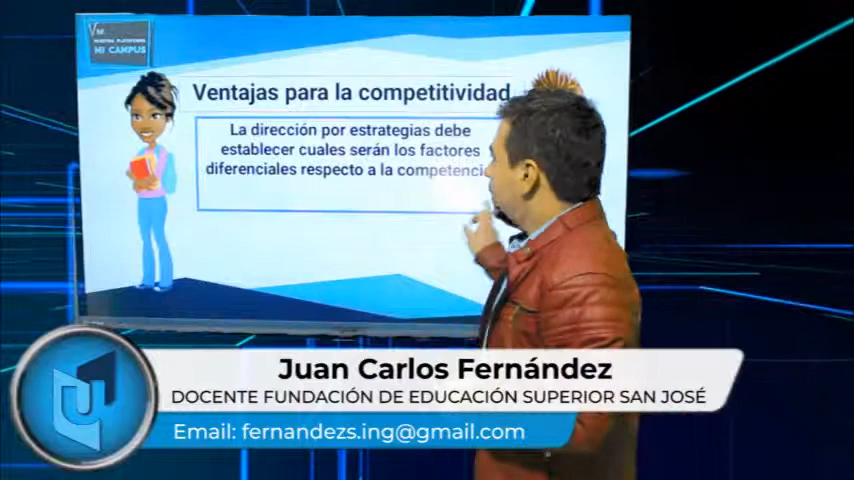 MI CAMPUS
Ventajas para la competitividad
La dirección por estrategias debe
establecer cuales serán los factores
diferenciales respecto a la
Juan Carlos Fernández
DOCENTE FUNDACIÓN DE EDUCACIÓN SUPERIOR SAN JOSÉ
Email: fernandezs.ing@gmail.com